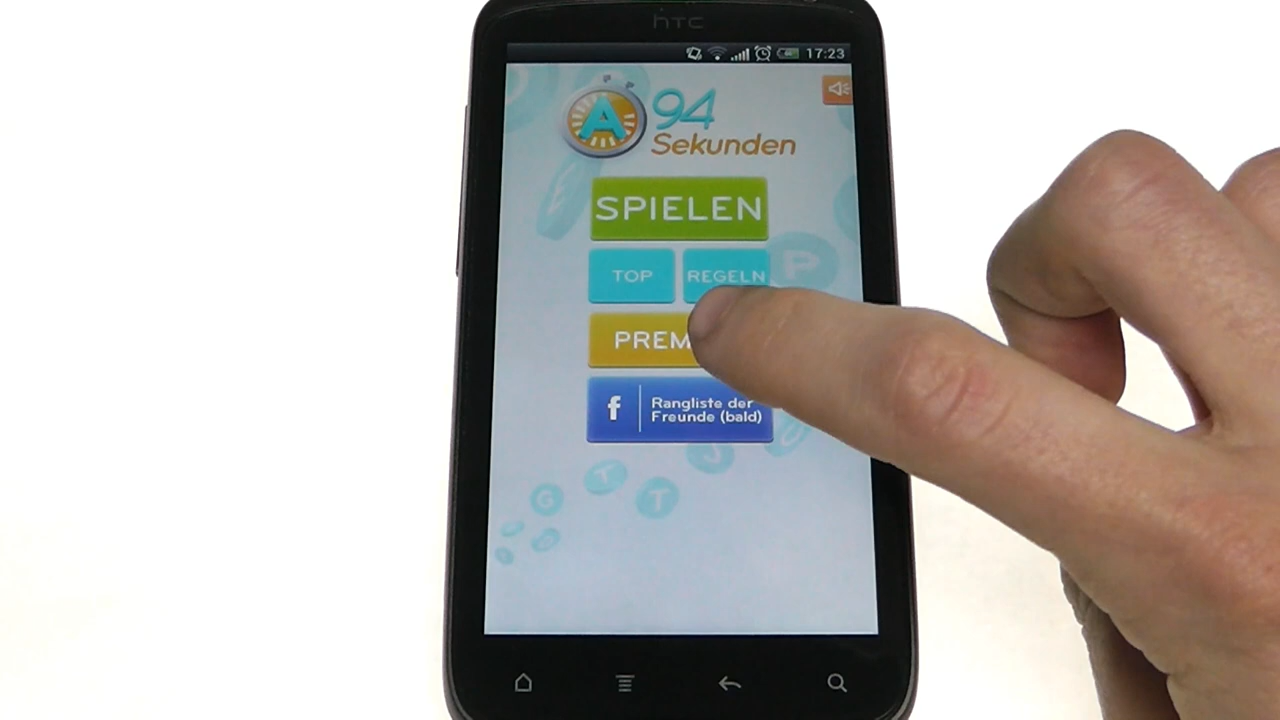 htc
17:23
A
94
Sekunden
SPIELEN
TOP
REGELN
P
PREM
f
Rangliste der
Freunde (bald)
J
T
G
T